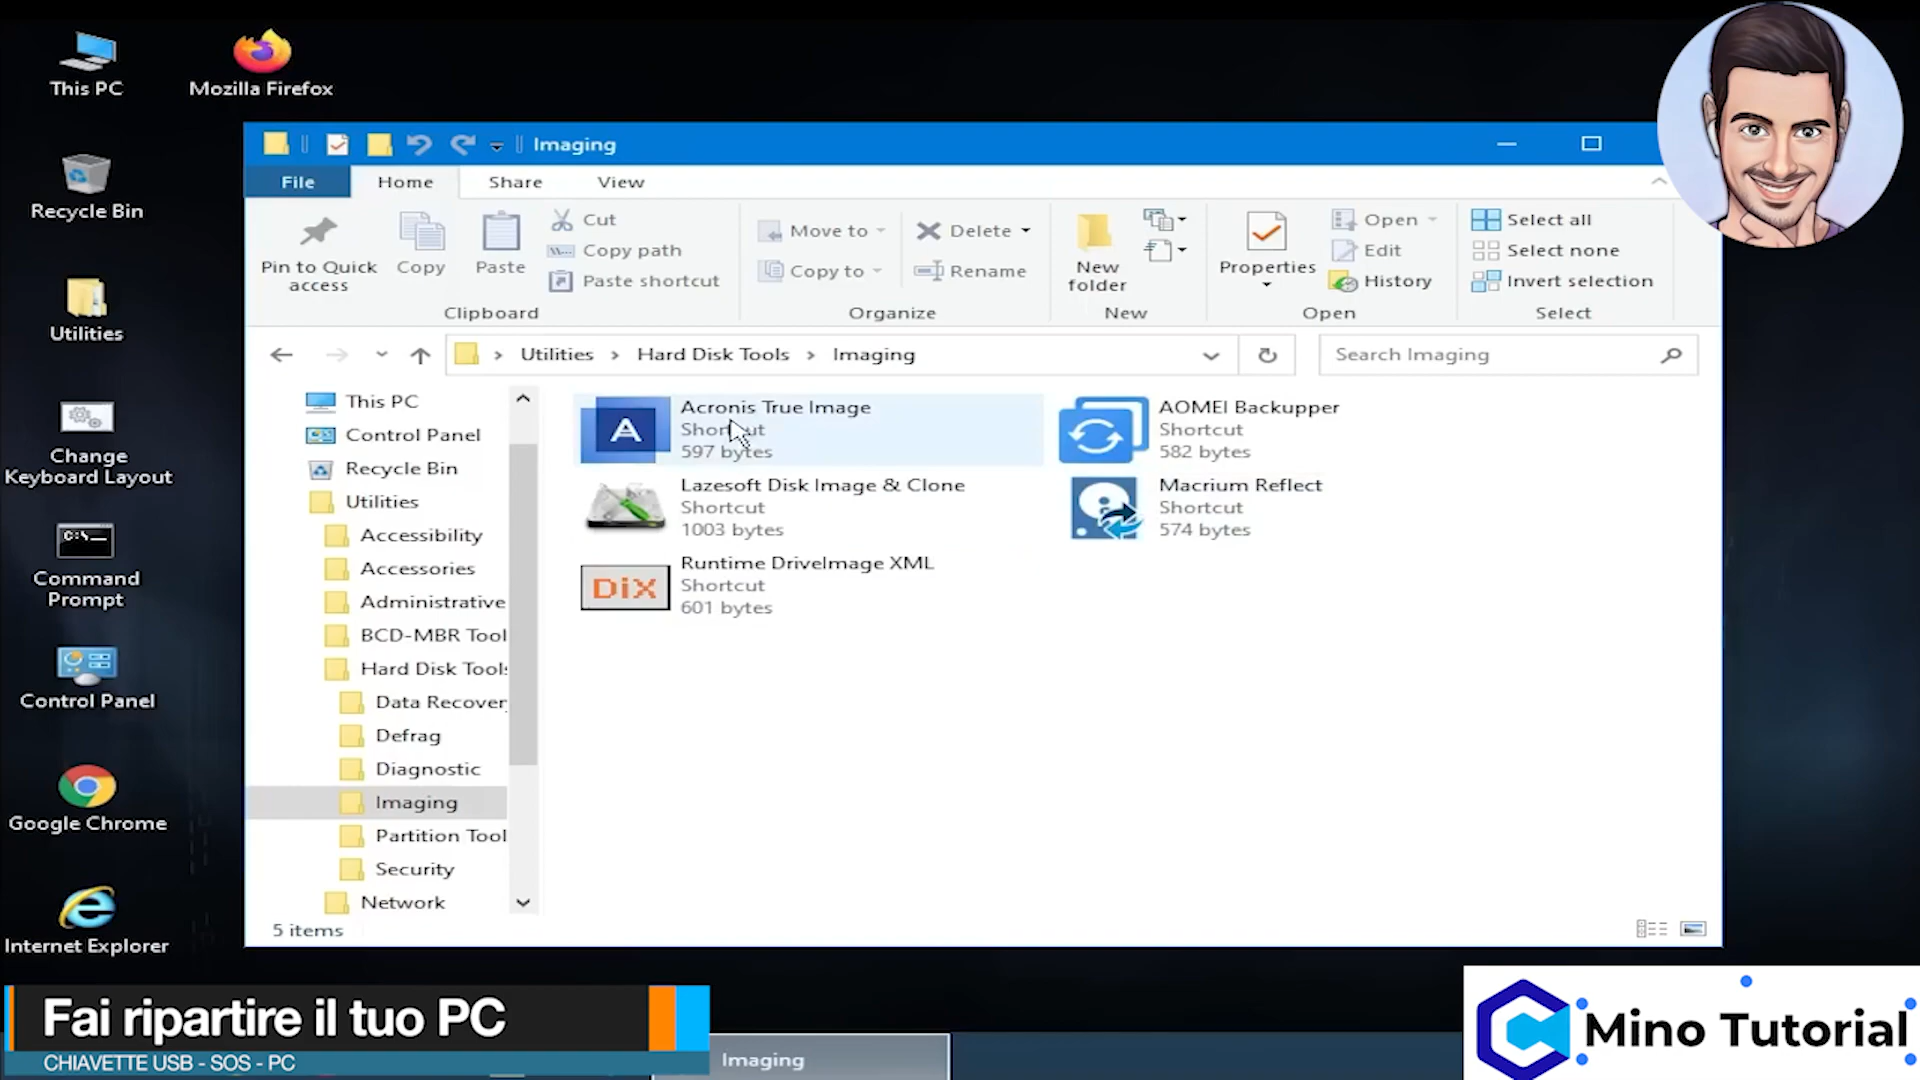 This PC
Mozilla Firefox
Recycle Bin
Utilities
Change
Keyboard Layout
Command
Prompt
Control Panel
Google Chrome
Internet Explorer
Imaging
File
Home
Share
View
Pin to Quick
access
Copy
Paste
Cut
Copy path
Paste shortcut
Clipboard
Move to
Copy to
Delete
Rename
Organize
New
folder
New
Properties
Open
Edit
History
Open
Select all
Select none
Invert selection
Select
Utilities
Hard Disk Tools
Imaging
Search Imaging
This PC
Control Panel
Recycle Bin
Utilities
Accessibility
Accessories
Administrative
BCD-MBR Tool
Hard Disk Tools
Data Recover
Defrag
Diagnostic
Imaging
Partition Tool
Security
Network
A
Acronis True Image
Shortcut
597 bytes
AOMEI Backupper
Shortcut
582 bytes
Lazesoft Disk Image & Clone
Shortcut
1003 bytes
Macrium Reflect
Shortcut
574 bytes
DiX
Runtime DriveImage XML
Shortcut
601 bytes
5 items
Fai ripartire il tuo PC
CHIAVETTE USB - SOS - PC
Imaging
Mino Tutorial